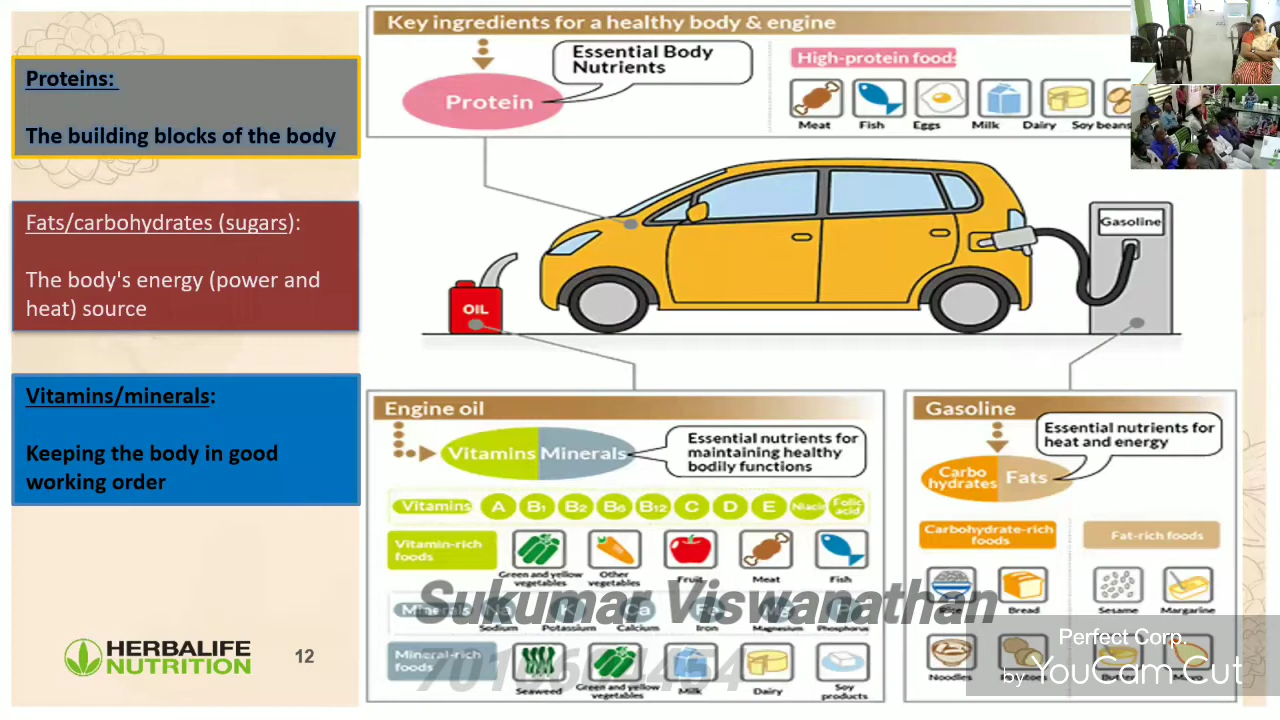 Proteins:
The building blocks of the body
Fats/carbohydrates (sugars):
The body's energy (power and
heat) source
Vitamins/minerals:
Keeping the body in good
working order
HERBALIFE
NUTRITION
12
Key ingredients for a healthy body & engine
Protein
Essential Body
Nutrients
High-protein foods
Meat Fish Eggs Milk Dairy Soy beans
OIL
Gasoline
Engine oil
Vitamins Minerals
Essential nutrients for
maintaining healthy
bodily functions
Vitamins A B1 B2 B6 B12 C D E Niacin Folic
acid
Vitamin-rich
foods
Green and yellow
vegetables
Other
vegetables
Fruit
Meat
Fish
Minerals
Sodium Potassium Calcium Iron Magnesium Phosphorus
Mineral-rich
foods
Seaweed
Green and yellow
vegetables
Milk
Dairy
Soy
products
Gasoline
Essential nutrients for
heat and energy
Carbo
hydrates
Fats
Carbohydrate-rich
foods
Fat-rich foods
Rice Bread Sesame Margarine
Noodles
Sukumar Viswanathan
Perfect Corp.
by YouCam Cut